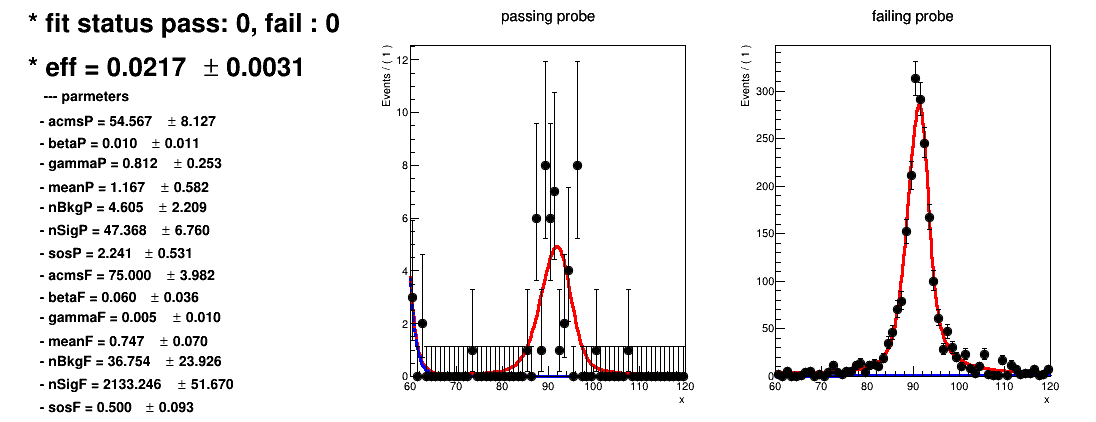 * fit status pass: 0, fail : 0
* eff = 0.0217 ± 0.0031
--- parmeters
- acmsP = 54.567 ± 8.127
- betaP = 0.010 ± 0.011
- gammaP = 0.812 ± 0.253
- meanP = 1.167 ± 0.582
- nBkgP = 4.605 ± 2.209
- nSigP = 47.368 ± 6.760
- sosP = 2.241 ± 0.531
- acmsF = 75.000 ± 3.982
- betaF = 0.060 ± 0.036
- gammaF = 0.005 ± 0.010
- meanF = 0.747 ± 0.070
- nBkgF = 36.754 ± 23.926
- nSigF = 2133.246 ± 51.670
- sosF = 0.500 ± 0.093
passing probe
Events / ( 1 )
12
10
8
6
4
2
0
60 70 80 90 100 110 120
x
failing probe
Events / ( 1 )
300
250
200
150
100
50
0
60 70 80 90 100 110 120
x